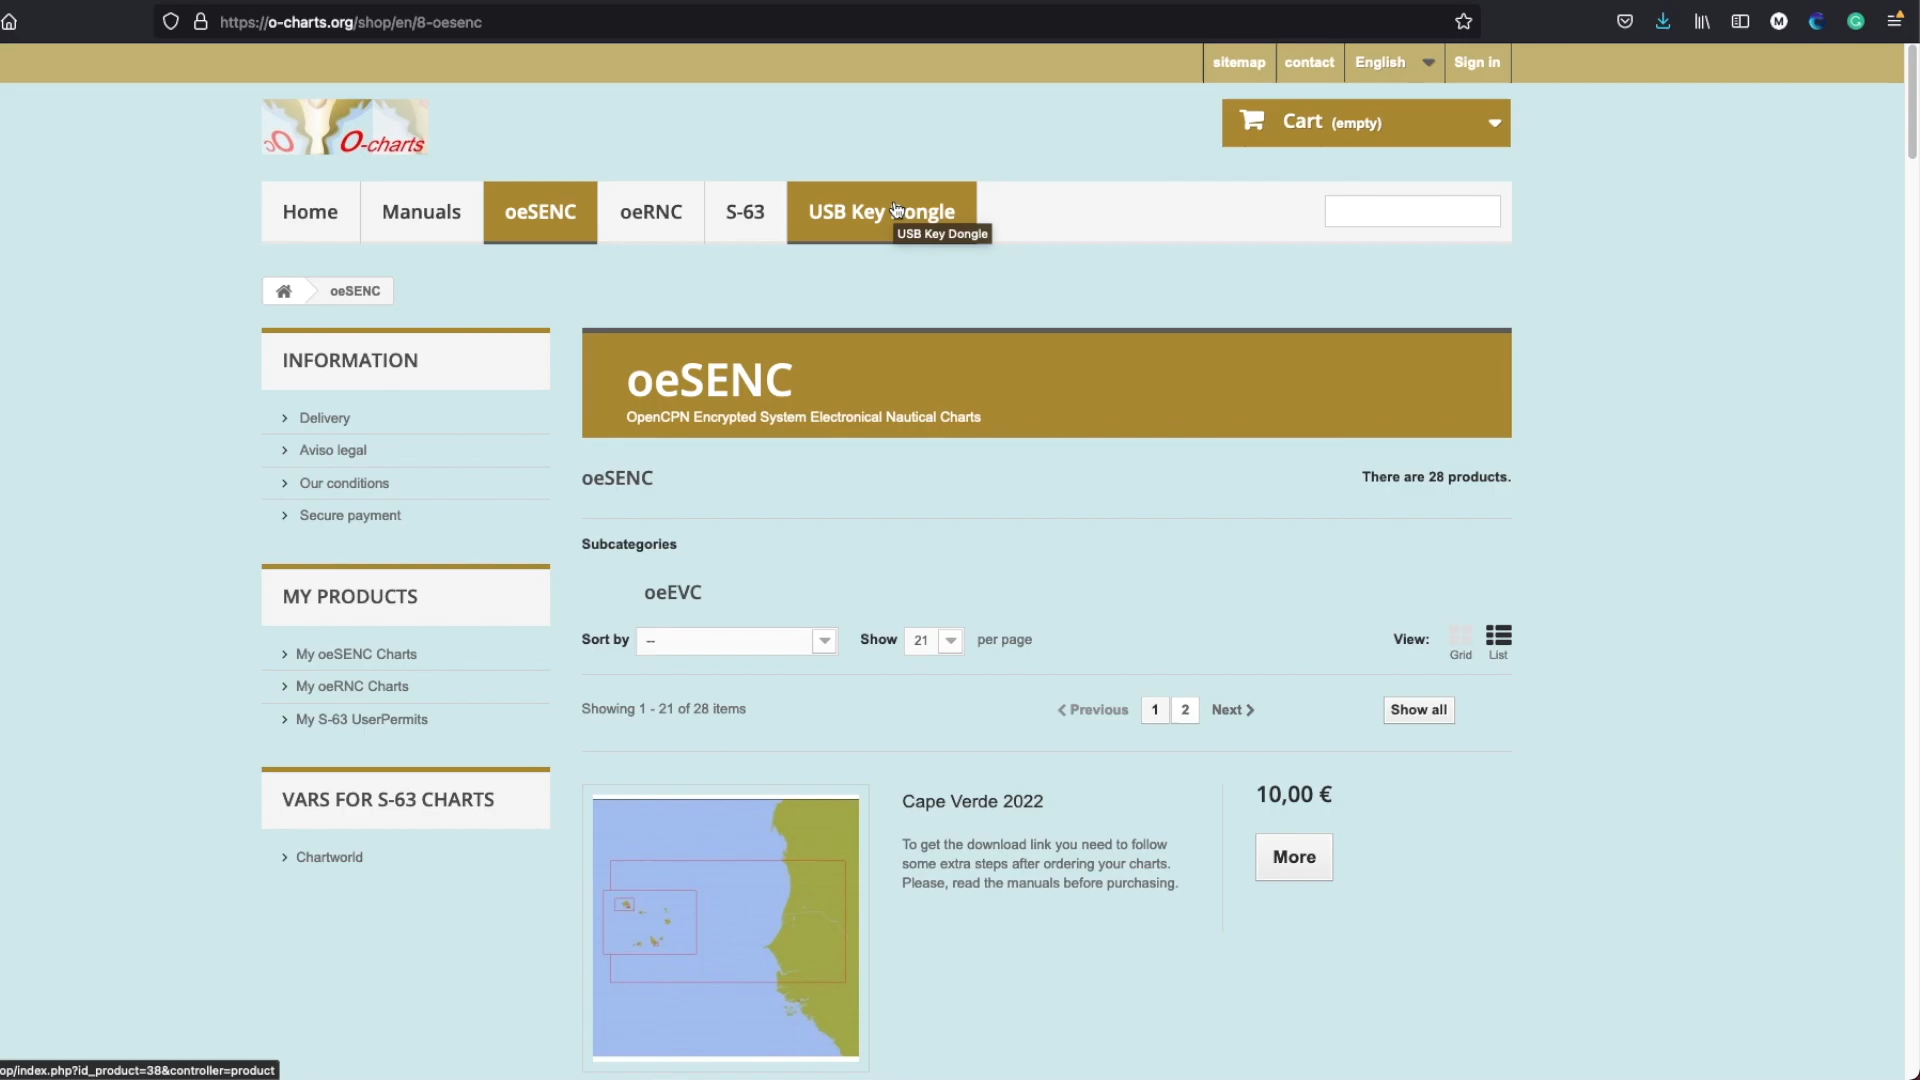 https://o-charts.org/shop/en/8-oesenc
sitemap
contact
English
Sign in
O-charts
Cart (empty)
Home
Manuals
oeSENC
oeRNC
S-63
USB Key Dongle
USB Key Dongle
oeSENC
INFORMATION
Delivery
Aviso legal
Our conditions
Secure payment
MY PRODUCTS
My oeSENC Charts
My oeRNC Charts
My S-63 UserPermits
VARS FOR S-63 CHARTS
Chartworld
oeSENC
OpenCPN Encrypted System Electronical Nautical Charts
oeSENC
There are 28 products.
Subcategories
oeEVC
Sort by --
Show 21 per page
View:
Grid
List
Showing 1 - 21 of 28 items
Previous 1 2 Next
Show all
Cape Verde 2022
10,00 €
To get the download link you need to follow
some extra steps after ordering your charts.
Please, read the manuals before purchasing.
More
op/index.php?id_product=38&controller=product